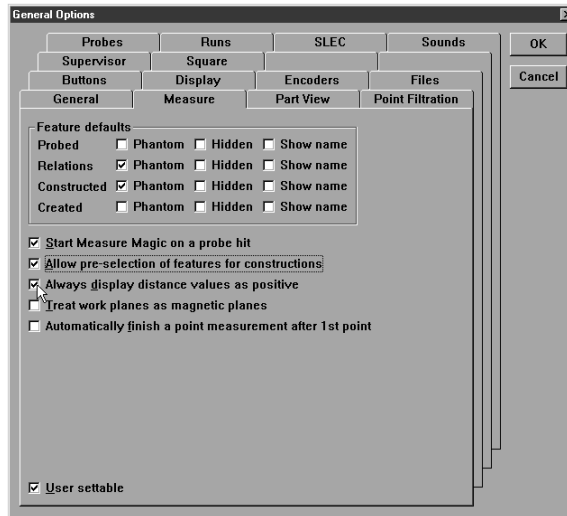 General Options
Probes Runs SLEC Sounds
OK
Supervisor Square
Cancel
Buttons Display Encoders Files
General Measure Part View Point Filtration
Feature defaults
Probed Phantom Hidden Show name
Relations Phantom Hidden Show name
Constructed Phantom Hidden Show name
Created Phantom Hidden Show name
Start Measure Magic on a probe hit
Allow pre-selection of features for constructions
Always display distance values as positive
Treat work planes as magnetic planes
Automatically finish a point measurement after 1st point
User settable